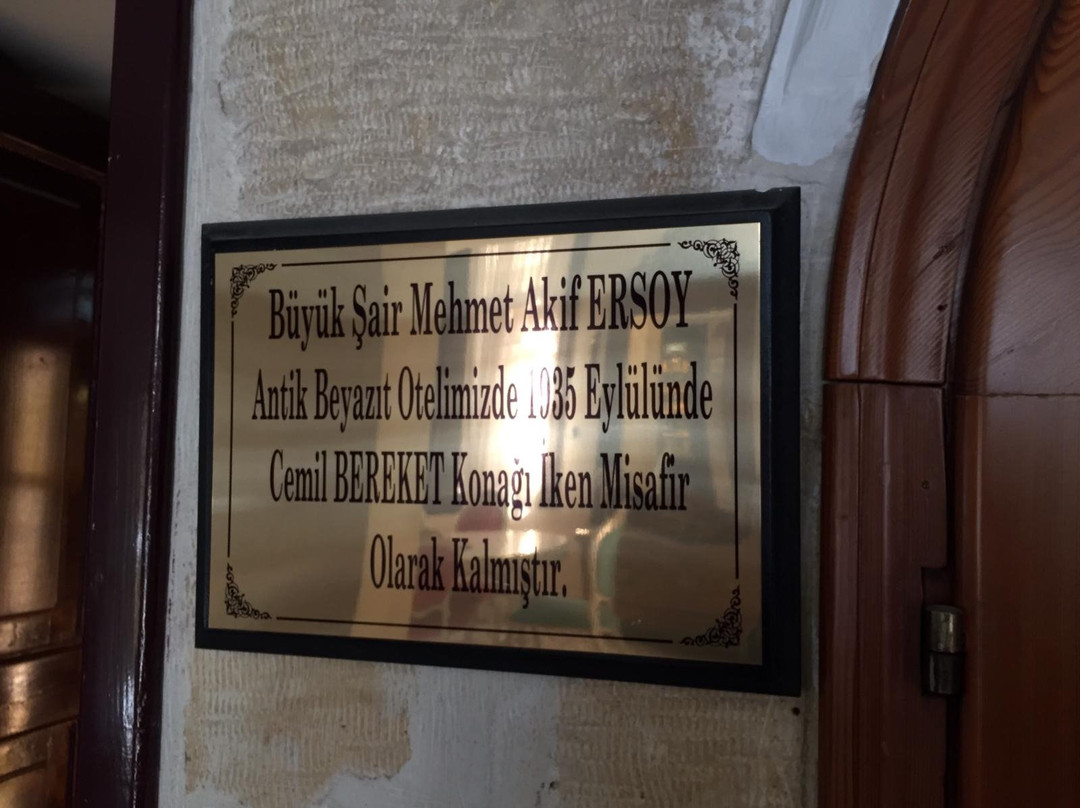 Büyük Şair Mehmet Akif ERSOY
Antik Beyazıt Otelimizde 1935 Eylülünde
Cemil BEREKET Konağı İken Misafir
Olarak Kalmıştır.